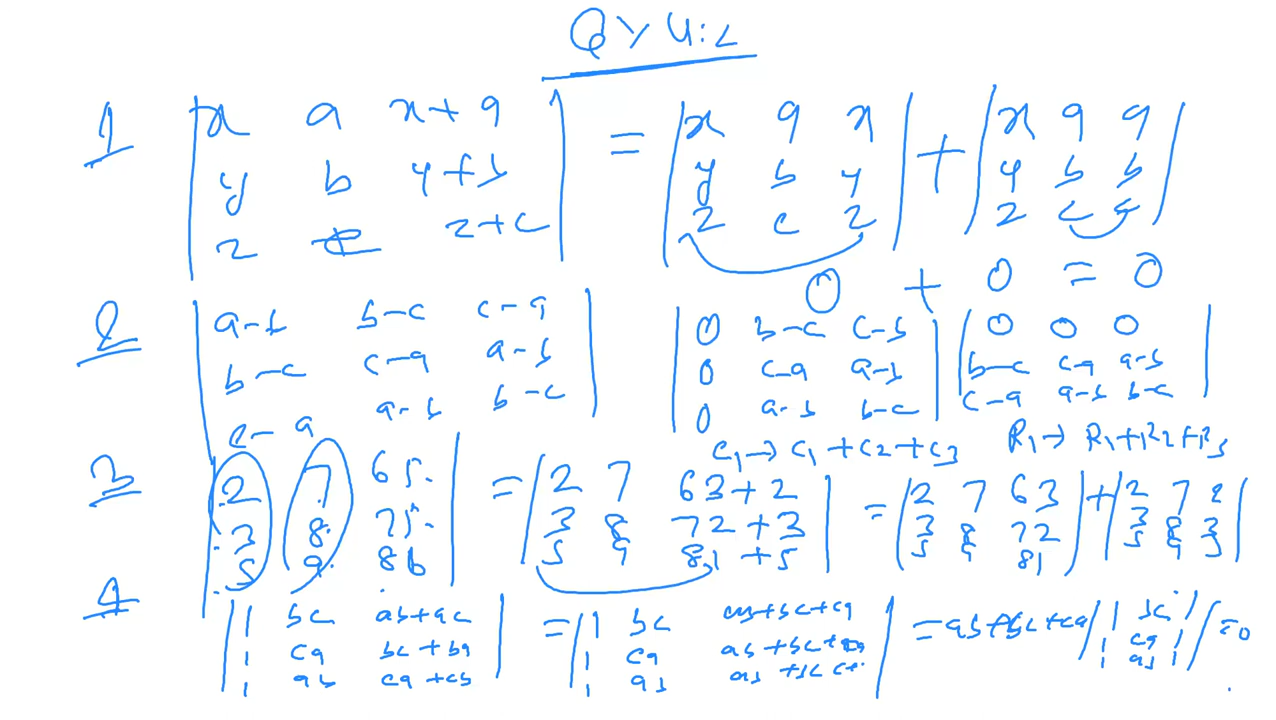 Q > 4:2
1 | x a x+a | = | x a x | + | x a a |
| y b y+b | | y b y | | y b b |
| z c z+c | | z c z | | z c c |
0 + 0 = 0
2 | a-b b-c c-a | | 0 b-c c-b | | 0 0 0 |
| b-c c-a a-b | | 0 c-a a-b | | b-c c-a a-b |
| c-a a-b b-c | | 0 a-b b-c | | c-a a-b b-c |
C1 → C1 + C2 + C3 R1 → R1 + R2 + R3
3 | 2 7 65 | = | 2 7 63+2 | = | 2 7 63 | + | 2 7 2 |
| 3 8 75 | | 3 8 72+3 | | 3 8 72 | | 3 8 3 |
| 5 9 86 | | 5 9 81+5 | | 5 9 81 | | 5 9 5 |
4 | 1 bc ab+ac | = | 1 bc ab+bc+ca | = ab+bc+ca | 1 bc 1 | = 0
| 1 ca bc+ba | | 1 ca ab+bc+ca | | 1 ca 1 |
| 1 ab ca+cb | | 1 ab ab+bc c+ | | 1 ab 1 |